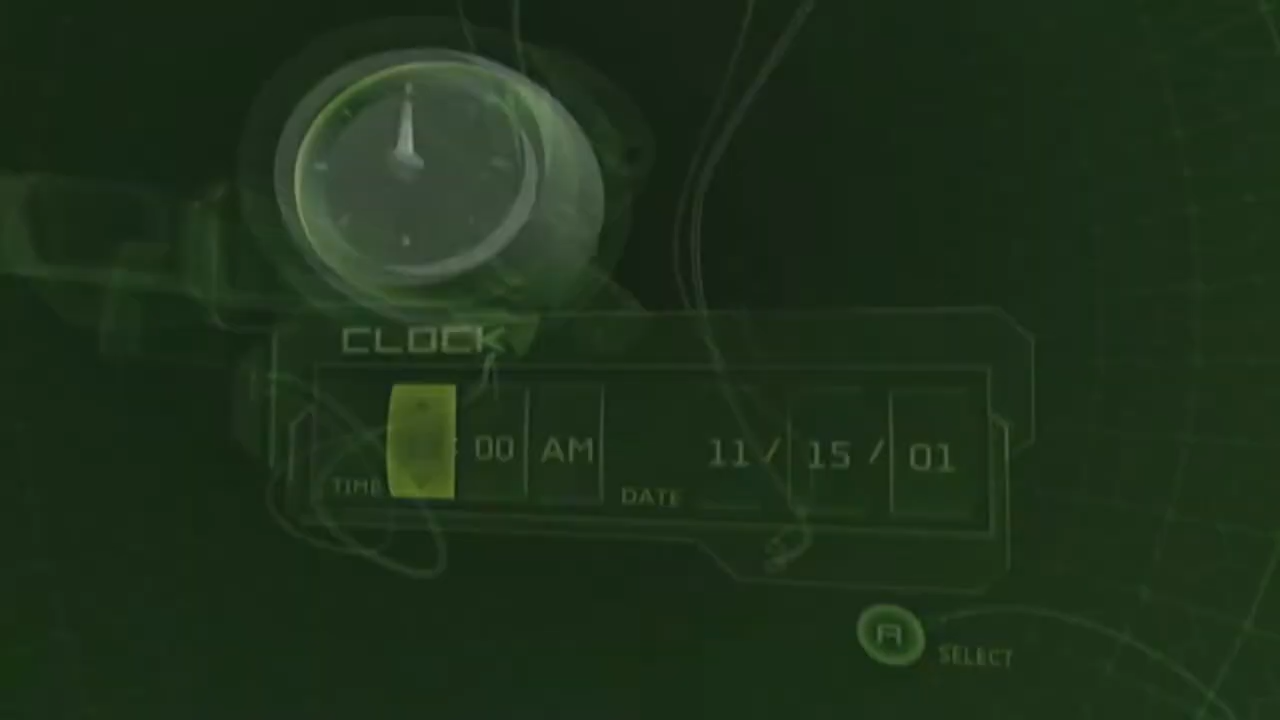 CLOCK
: 00 AM 11 / 15 / 01
TIME DATE
A SELECT